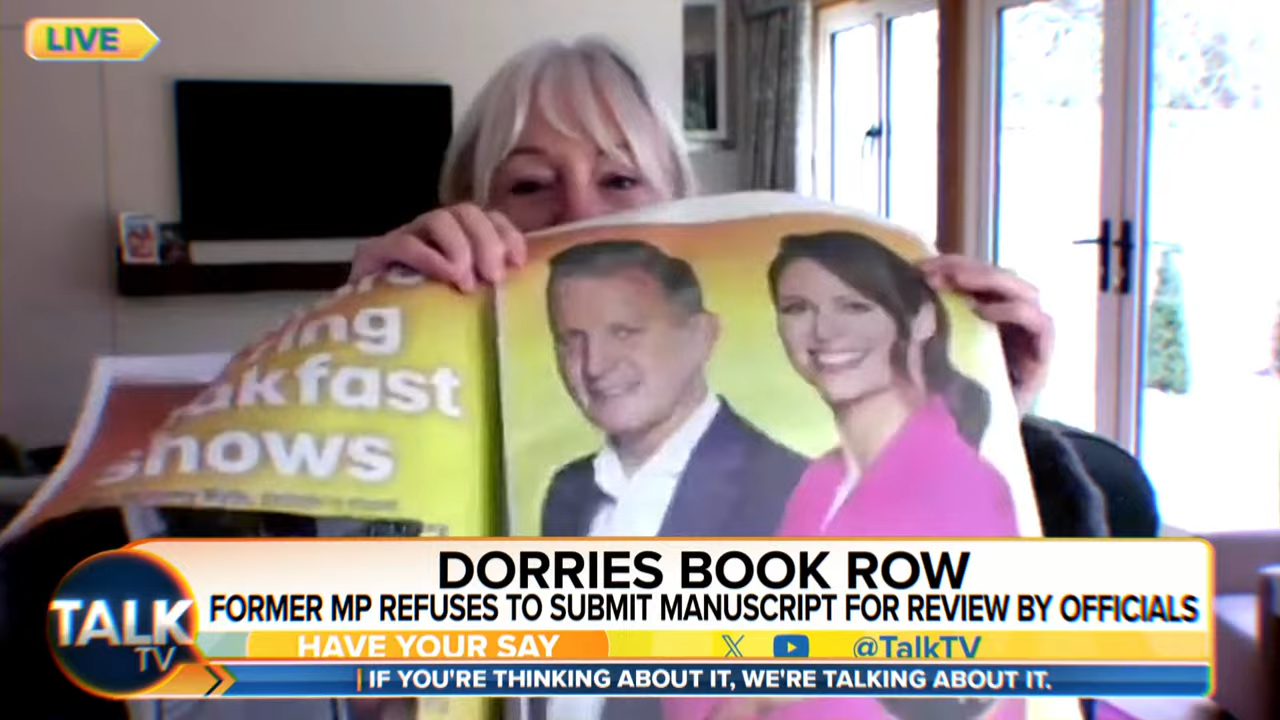 LIVE
akfast
shows
DORRIES BOOK ROW
FORMER MP REFUSES TO SUBMIT MANUSCRIPT FOR REVIEW BY OFFICIALS
TALK
TV
HAVE YOUR SAY
X
@TalkTV
IF YOU'RE THINKING ABOUT IT, WE'RE TALKING ABOUT IT.